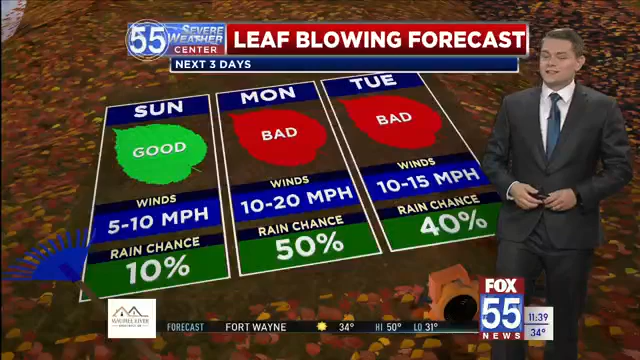 55 SEVERE WEATHER CENTER
LEAF BLOWING FORECAST
NEXT 3 DAYS
SUN
GOOD
WINDS
5-10 MPH
RAIN CHANCE
10%
MON
BAD
WINDS
10-20 MPH
RAIN CHANCE
50%
TUE
BAD
WINDS
10-15 MPH
RAIN CHANCE
40%
FORECAST FORT WAYNE 34° HI 50° LO 31°
FOX
55
NEWS
11:39
34°